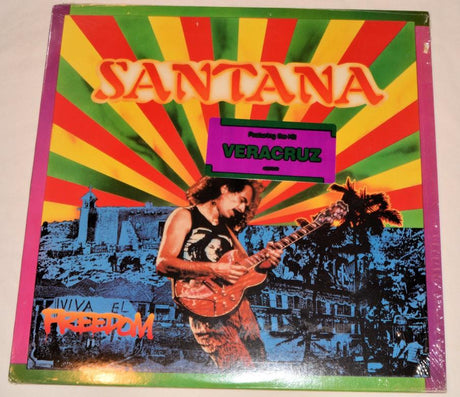 SANTANA
Featuring the Hit
VERACRUZ
VIVA EL
FREEDOM